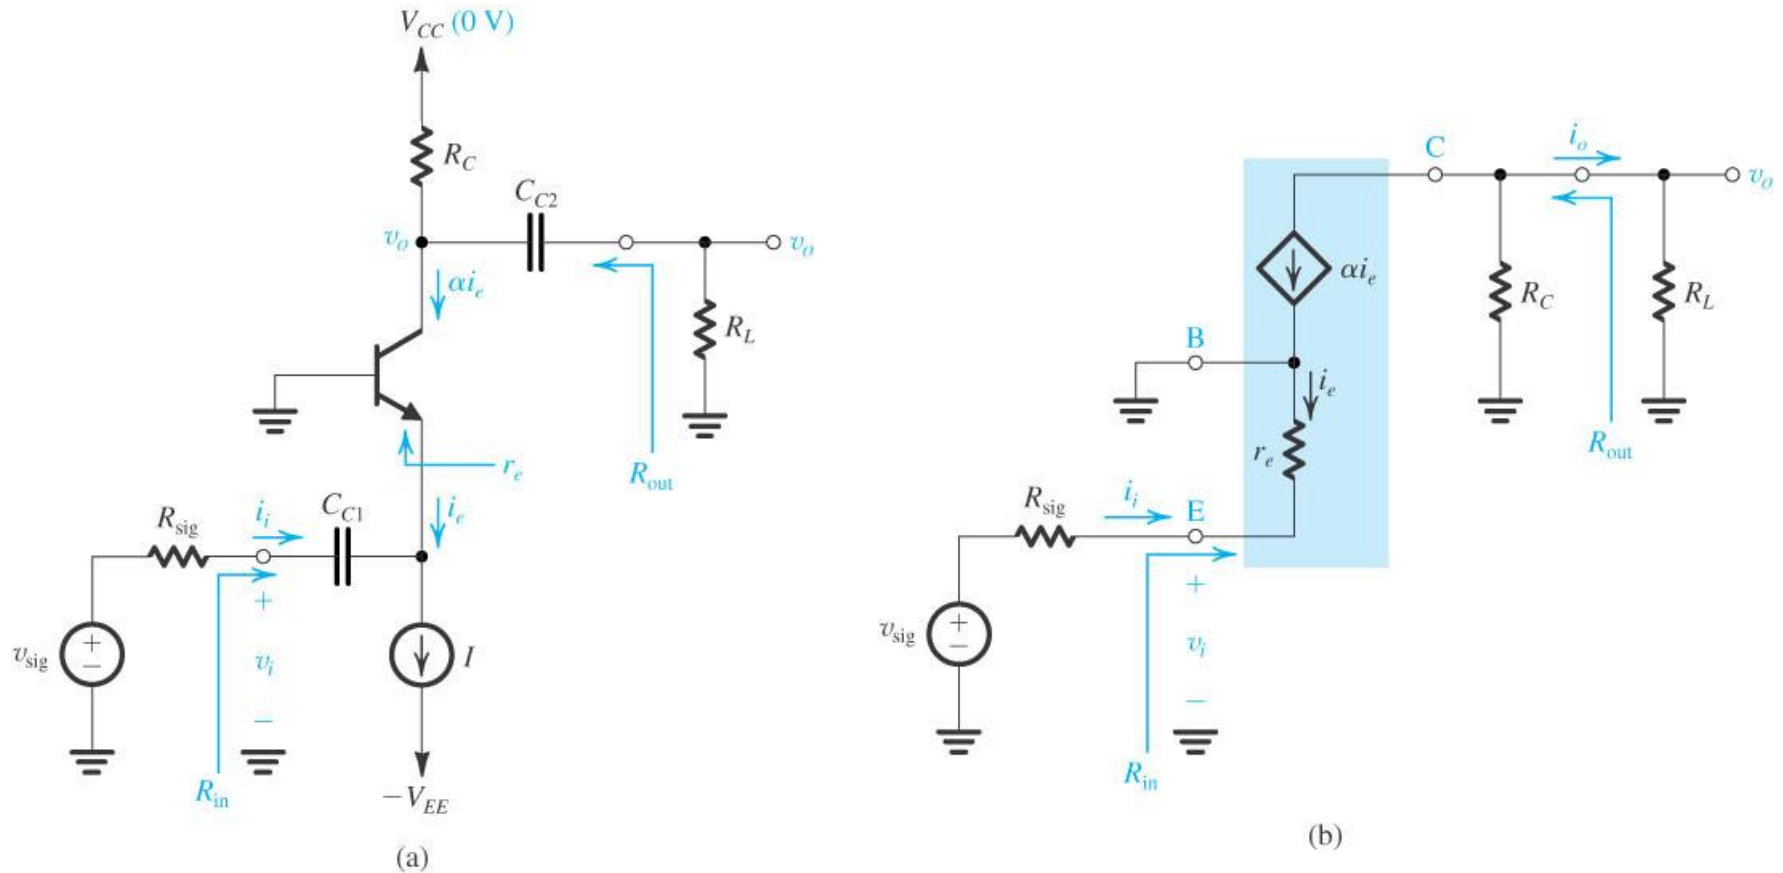 V_CC (0 V)
R_C
C_C2
v_o
v_o
αi_e
R_L
R_out
r_e
i_e
C_C1
R_sig
i_i
+
v_sig
+
−
v_i
−
I
R_in
−V_EE
(a)
C
i_o
v_o
αi_e
R_C
R_L
B
i_e
R_out
r_e
R_sig
i_i
E
+
v_sig
+
−
v_i
−
R_in
(b)